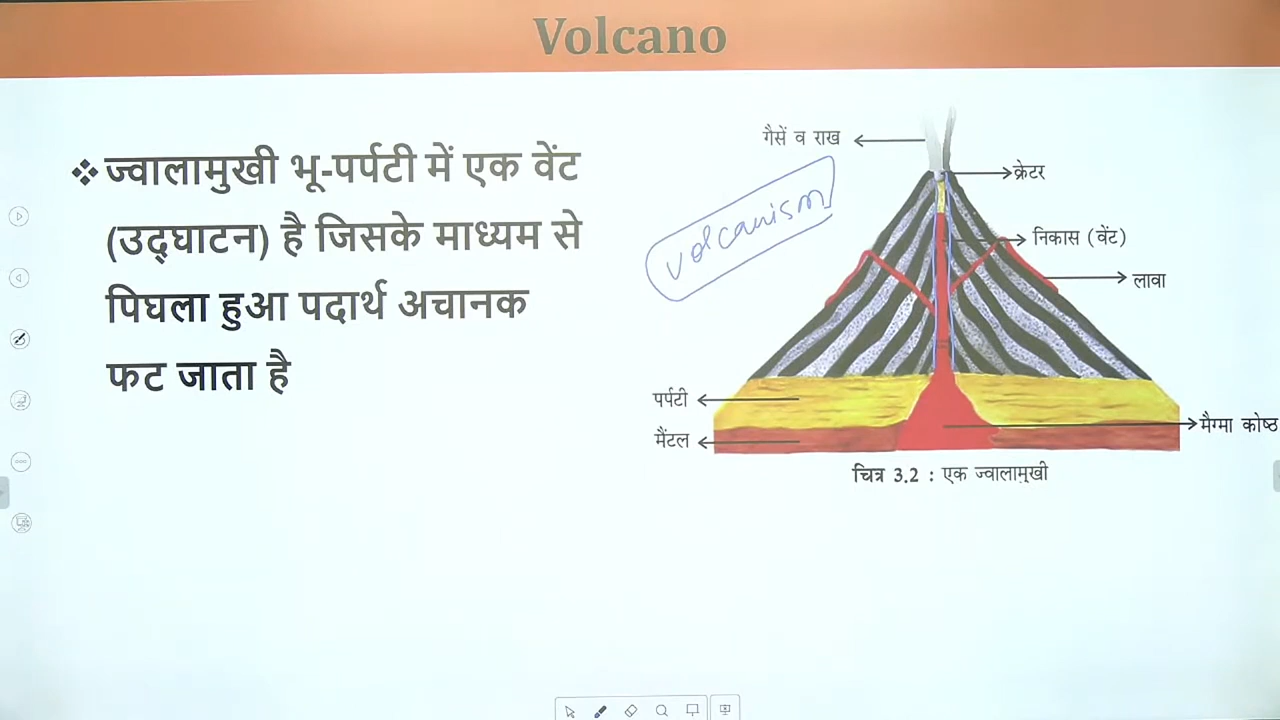 Volcano
❖ज्वालामुखी भू-पर्पटी में एक वेंट
(उद्घाटन) है जिसके माध्यम से
पिघला हुआ पदार्थ अचानक
फट जाता है
गैसें व राख
क्रेटर
volcanism
निकास (वेंट)
लावा
पर्पटी
मैंटल
मैग्मा कोष्ठ
चित्र 3.2 : एक ज्वालामुखी